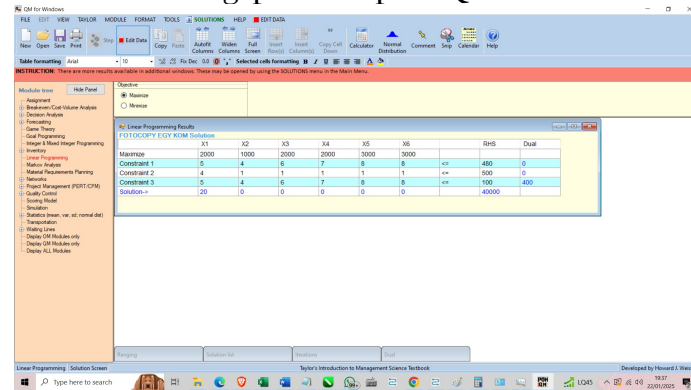 QM for Windows
FILE EDIT VIEW TAYLOR MODULE FORMAT TOOLS SOLUTIONS HELP EDIT DATA
New Open Save Print Step Edit Data Copy Paste Autofit Columns Widen Columns Full Screen Insert Row(s) Insert Column(s) Copy Cell Down Calculator Normal Distribution Comment Snip Calendar Help
Table formatting Arial 10 Fix Dec 0.0 Selected cells formatting B I U
INSTRUCTION: There are more results available in additional windows. These may be opened by using the SOLUTIONS menu in the Main Menu.
Module tree Hide Panel
Assignment
Breakeven/Cost-Volume Analysis
Decision Analysis
Forecasting
Game Theory
Goal Programming
Integer & Mixed Integer Programming
Inventory
Linear Programming
Markov Analysis
Material Requirements Planning
Networks
Project Management (PERT/CPM)
Quality Control
Scoring Model
Simulation
Statistics (mean, var, sd; normal dist)
Transportation
Waiting Lines
Display OM Modules only
Display QM Modules only
Display ALL Modules
Objective
Maximize
Minimize
Linear Programming Results
FOTOCOPY EGY KOM Solution
X1 X2 X3 X4 X5 X6 RHS Dual
Maximize 2000 1000 2000 2000 3000 3000
Constraint 1 5 4 6 7 8 8 <= 480 0
Constraint 2 4 1 1 1 1 1 <= 500 0
Constraint 3 5 4 6 7 8 8 <= 100 400
Solution-> 20 0 0 0 0 0 40000
Ranging Solution list Iterations Dual
Linear Programming Solution Screen Taylor's Introduction to Management Science Textbook Developed by Howard J. Weis
Type here to search 99+ POM QM LQ45 19:37
22/01/2025